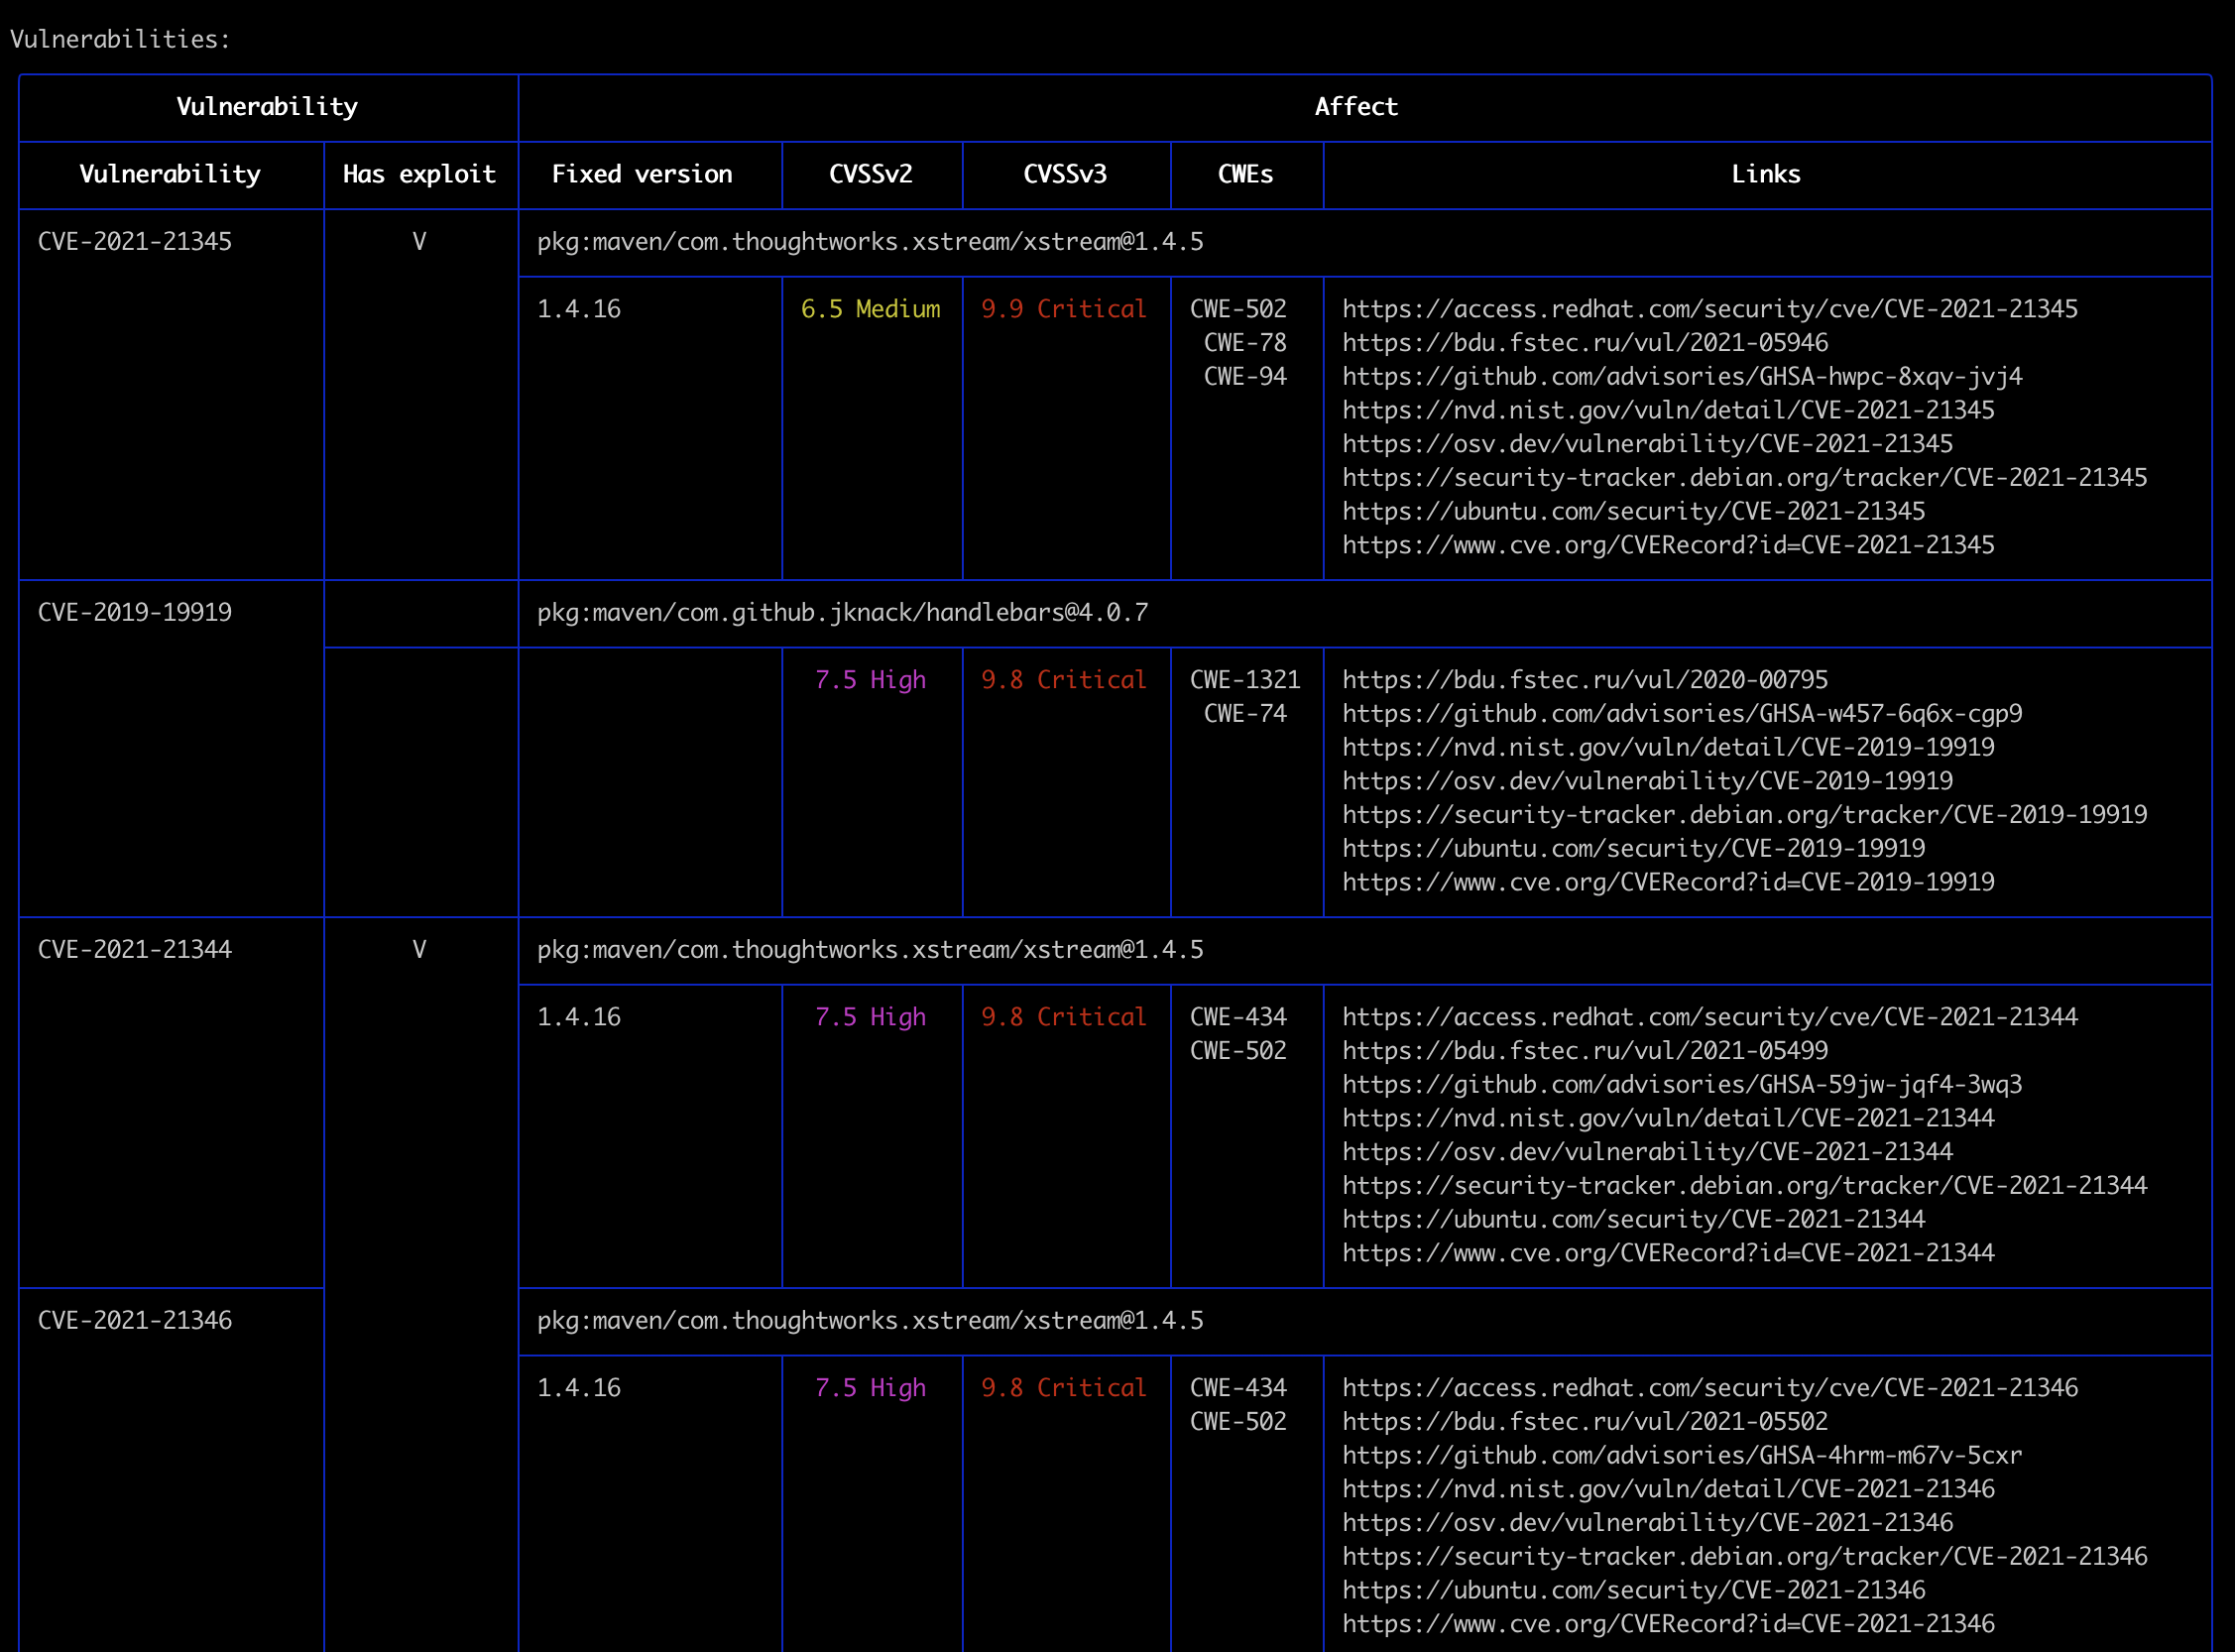 Vulnerabilities:
Vulnerability Affect
Vulnerability Has exploit Fixed version CVSSv2 CVSSv3 CWEs Links
CVE-2021-21345 V pkg:maven/com.thoughtworks.xstream/xstream@1.4.5
1.4.16 6.5 Medium 9.9 Critical CWE-502 https://access.redhat.com/security/cve/CVE-2021-21345
CWE-78 https://bdu.fstec.ru/vul/2021-05946
CWE-94 https://github.com/advisories/GHSA-hwpc-8xqv-jvj4
https://nvd.nist.gov/vuln/detail/CVE-2021-21345
https://osv.dev/vulnerability/CVE-2021-21345
https://security-tracker.debian.org/tracker/CVE-2021-21345
https://ubuntu.com/security/CVE-2021-21345
https://www.cve.org/CVERecord?id=CVE-2021-21345
CVE-2019-19919 pkg:maven/com.github.jknack/handlebars@4.0.7
7.5 High 9.8 Critical CWE-1321 https://bdu.fstec.ru/vul/2020-00795
CWE-74 https://github.com/advisories/GHSA-w457-6q6x-cgp9
https://nvd.nist.gov/vuln/detail/CVE-2019-19919
https://osv.dev/vulnerability/CVE-2019-19919
https://security-tracker.debian.org/tracker/CVE-2019-19919
https://ubuntu.com/security/CVE-2019-19919
https://www.cve.org/CVERecord?id=CVE-2019-19919
CVE-2021-21344 V pkg:maven/com.thoughtworks.xstream/xstream@1.4.5
1.4.16 7.5 High 9.8 Critical CWE-434 https://access.redhat.com/security/cve/CVE-2021-21344
CWE-502 https://bdu.fstec.ru/vul/2021-05499
https://github.com/advisories/GHSA-59jw-jqf4-3wq3
https://nvd.nist.gov/vuln/detail/CVE-2021-21344
https://osv.dev/vulnerability/CVE-2021-21344
https://security-tracker.debian.org/tracker/CVE-2021-21344
https://ubuntu.com/security/CVE-2021-21344
https://www.cve.org/CVERecord?id=CVE-2021-21344
CVE-2021-21346 pkg:maven/com.thoughtworks.xstream/xstream@1.4.5
1.4.16 7.5 High 9.8 Critical CWE-434 https://access.redhat.com/security/cve/CVE-2021-21346
CWE-502 https://bdu.fstec.ru/vul/2021-05502
https://github.com/advisories/GHSA-4hrm-m67v-5cxr
https://nvd.nist.gov/vuln/detail/CVE-2021-21346
https://osv.dev/vulnerability/CVE-2021-21346
https://security-tracker.debian.org/tracker/CVE-2021-21346
https://ubuntu.com/security/CVE-2021-21346
https://www.cve.org/CVERecord?id=CVE-2021-21346